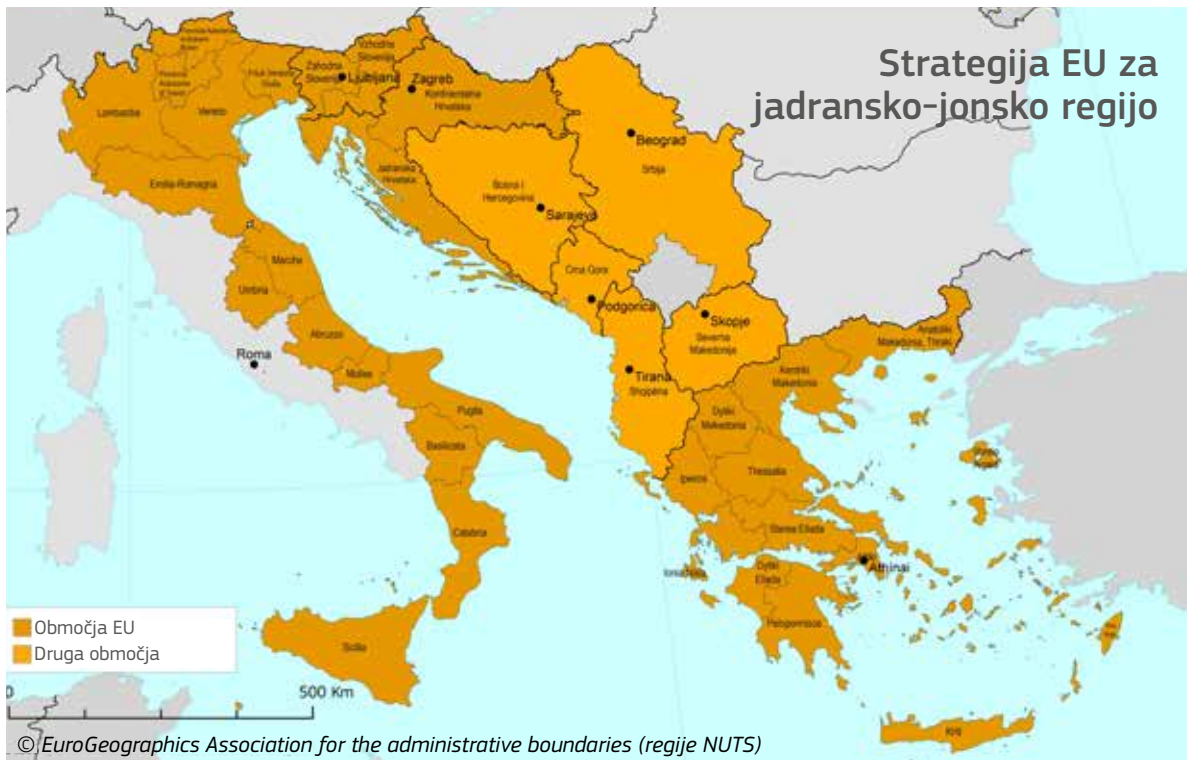 Strategija EU za
jadransko-jonsko regijo
Vzhodna
Slovenija
Zahodna
Slovenija
Ljubljana
Zagreb
Kontinentalna
Hrvatska
Lombardia
Veneto
Emilia-Romagna
Jadranska
Hrvatska
Beograd
Srbija
Bosna i
Hercegovina
Sarajevo
Marche
Umbria
Crna Gora
Podgorica
Skopje
Severna
Makedonija
Abruzzo
Roma
Molise
Tirana
Shqipëria
Anatoliki
Makedonia, Thraki
Kentriki
Makedonia
Dytiki
Makedonia
Puglia
Basilicata
Ipeiros
Thessalia
Calabria
Sterea Ellada
Athinai
Dytiki
Ellada
Peloponnisos
Sicilia
Kriti
Območja EU
Druga območja
0
500 Km
© EuroGeographics Association for the administrative boundaries (regije NUTS)